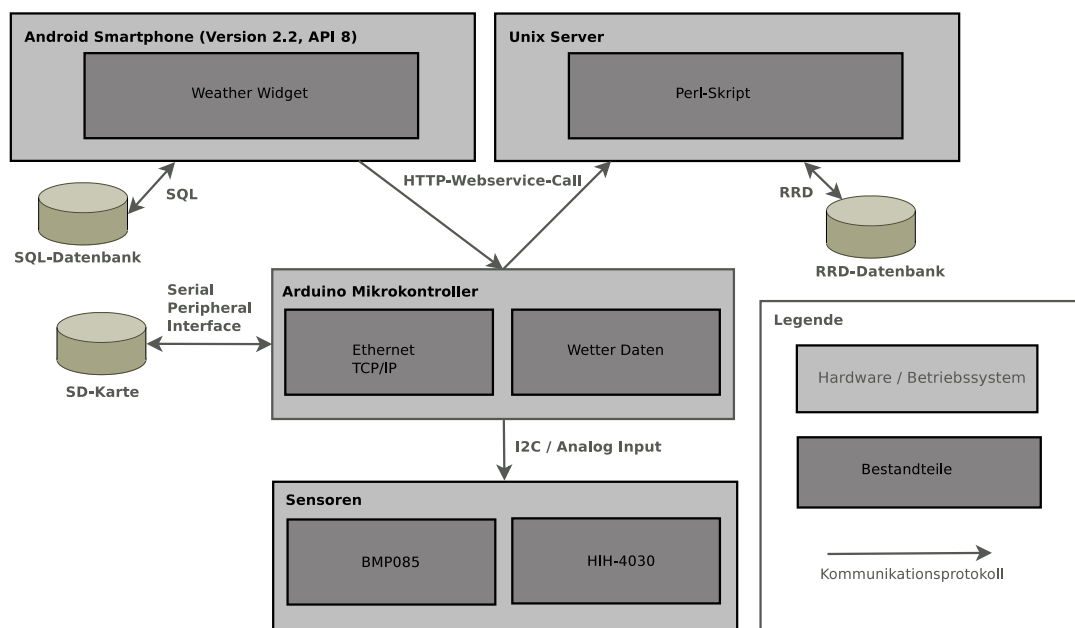 Android Smartphone (Version 2.2, API 8)
Weather Widget
Unix Server
Perl-Skript
SQL
HTTP-Webservice-Call
RRD
SQL-Datenbank
RRD-Datenbank
Arduino Mikrokontroller
Ethernet
TCP/IP
Wetter Daten
Serial
Peripheral
Interface
SD-Karte
I2C / Analog Input
Sensoren
BMP085
HIH-4030
Legende
Hardware / Betriebssystem
Bestandteile
Kommunikationsprotokoll